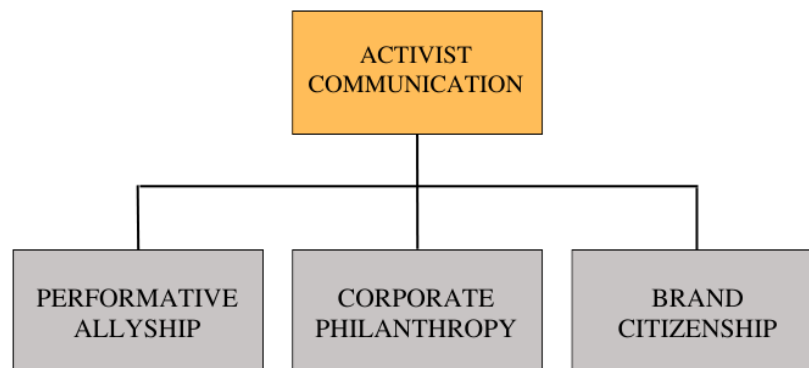 ACTIVIST
COMMUNICATION
PERFORMATIVE
ALLYSHIP
CORPORATE
PHILANTHROPY
BRAND
CITIZENSHIP